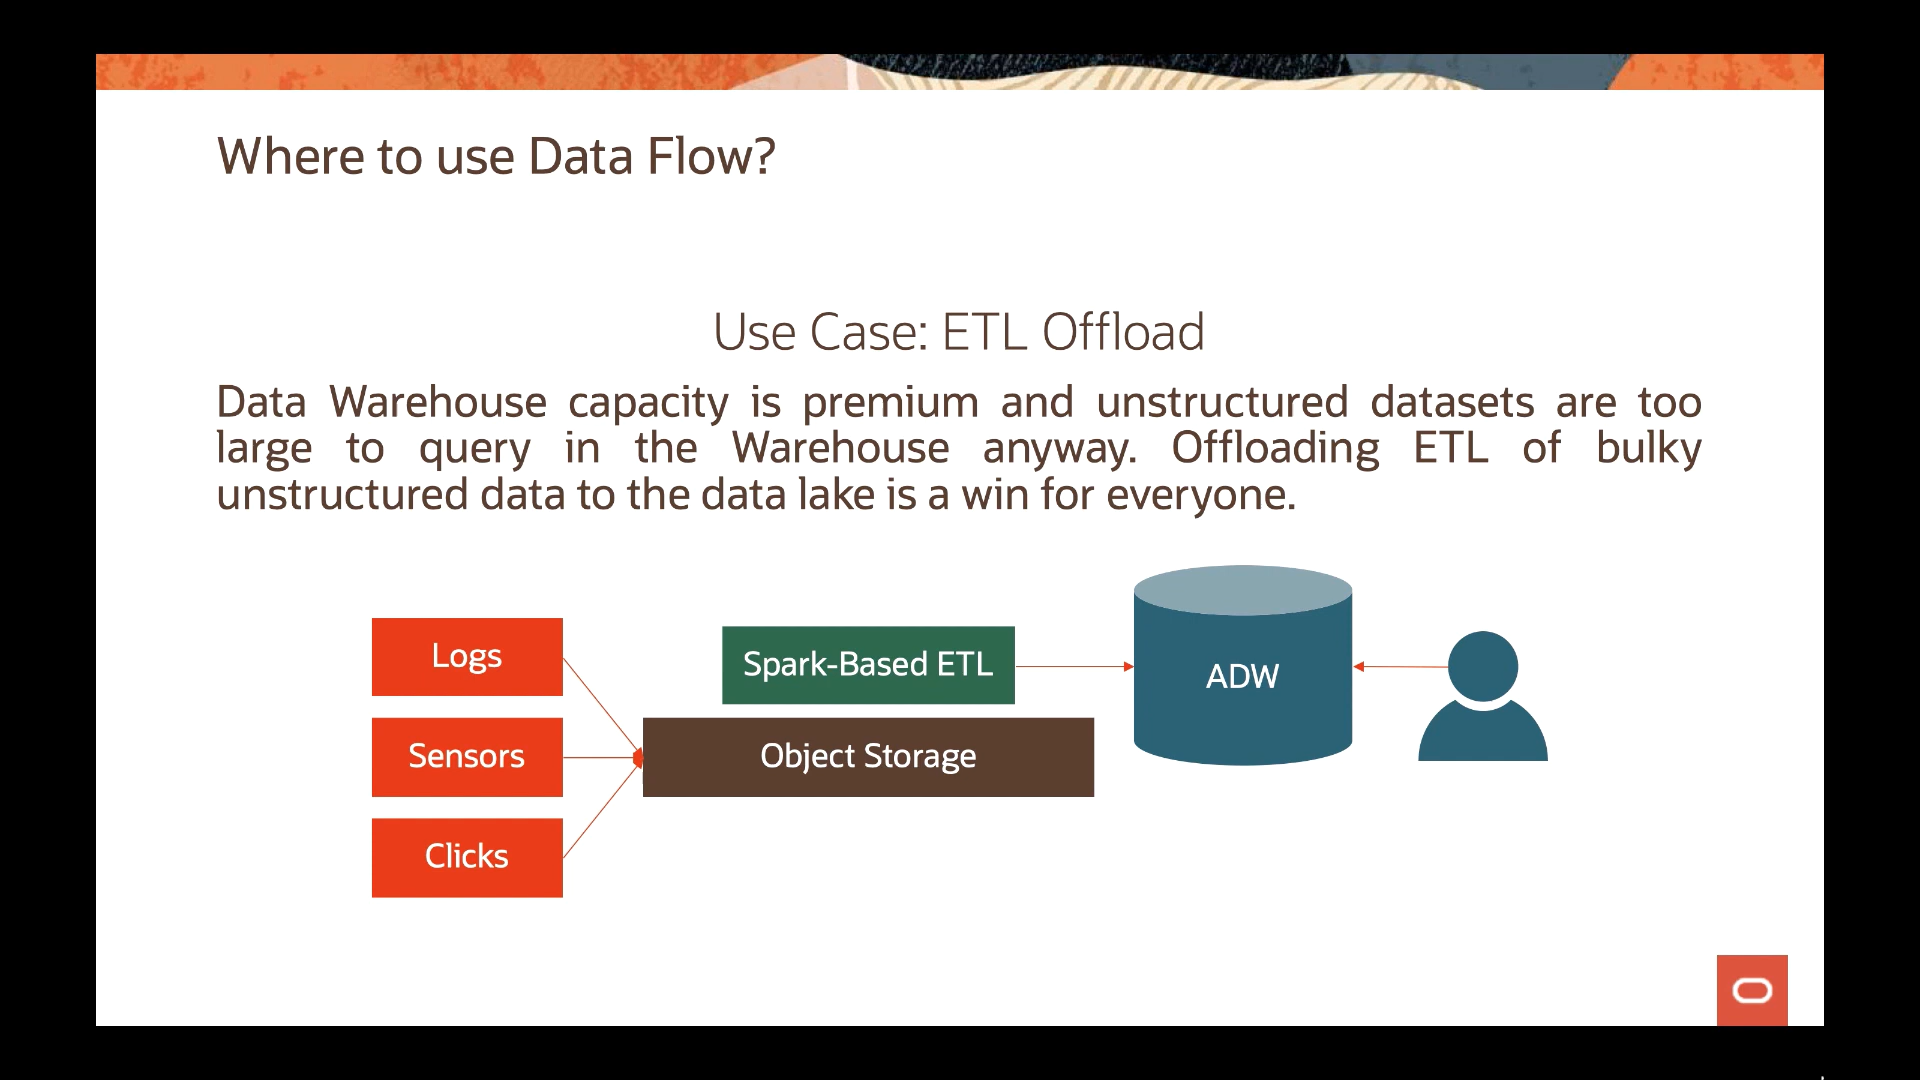 Where to use Data Flow?
Use Case: ETL Offload
Data Warehouse capacity is premium and unstructured datasets are too
large to query in the Warehouse anyway. Offloading ETL of bulky
unstructured data to the data lake is a win for everyone.
Logs
Sensors
Clicks
Spark-Based ETL
Object Storage
ADW